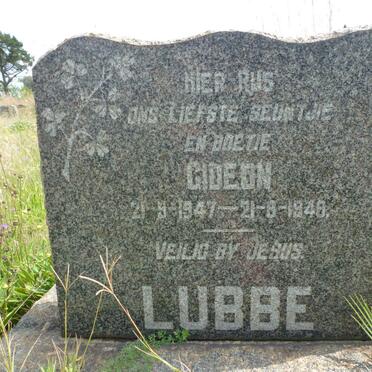 HIER RUS
ONS LIEFSTE SEUNTJIE
EN BOETIE
GIDEON
21-9-1947—21-8-1948.
VEILIG BY JESUS.
LUBBE